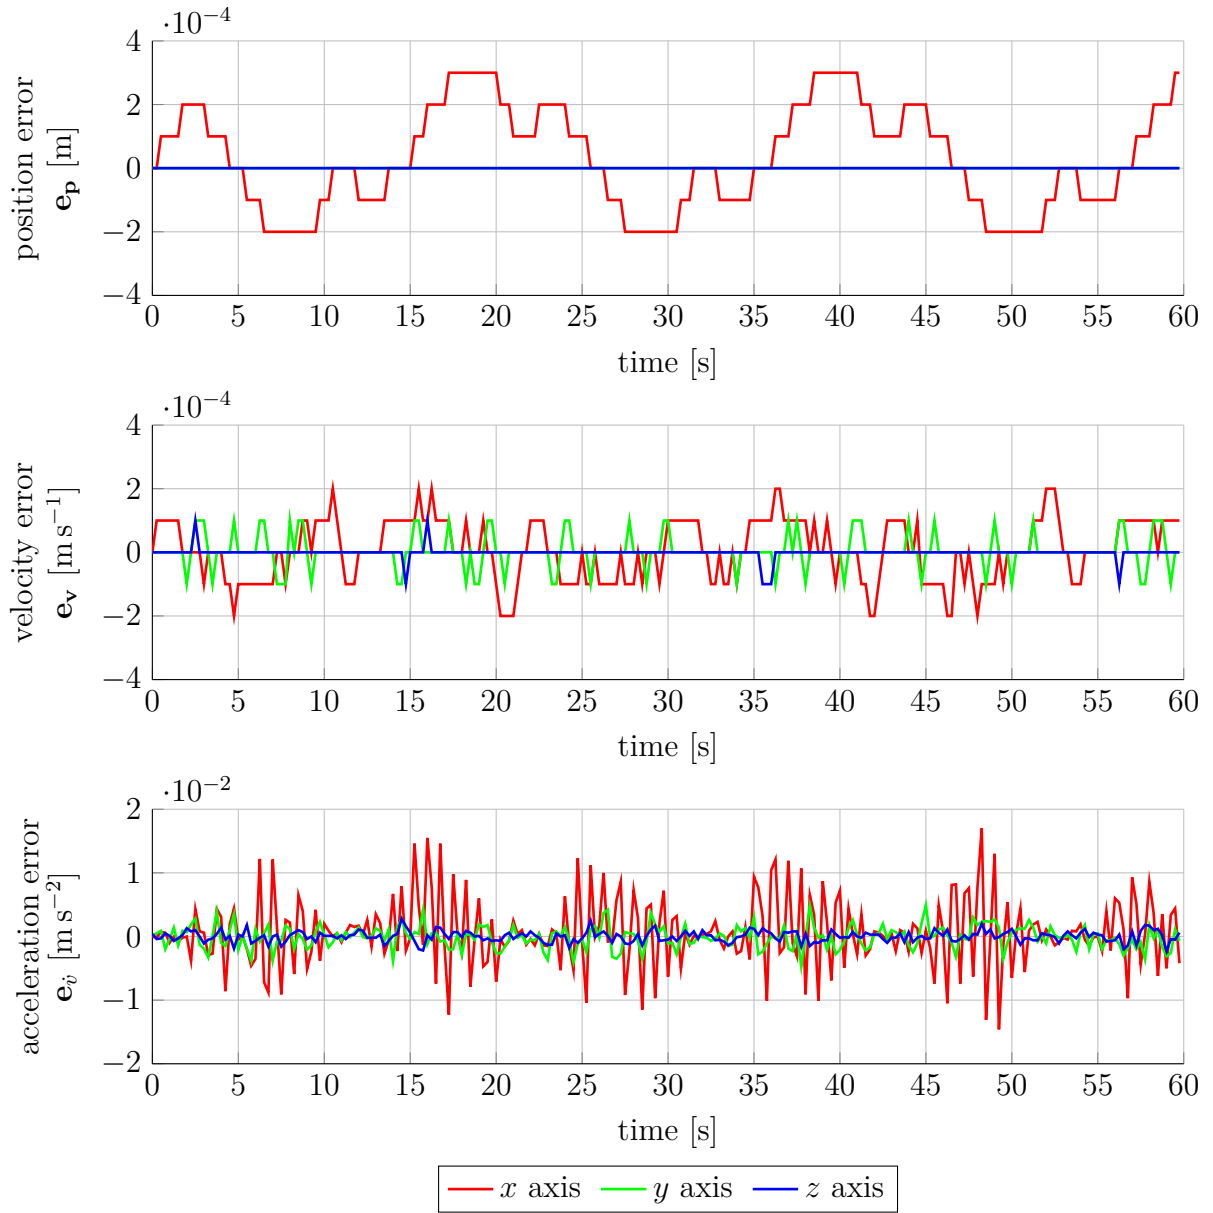 ·10⁻⁴
position error
eₚ [m]
4
2
0
−2
−4
0 5 10 15 20 25 30 35 40 45 50 55 60
time [s]
·10⁻⁴
velocity error
eᵥ [m s⁻¹]
4
2
0
−2
−4
0 5 10 15 20 25 30 35 40 45 50 55 60
time [s]
·10⁻²
acceleration error
eᵥ̇ [m s⁻²]
2
1
0
−1
−2
0 5 10 15 20 25 30 35 40 45 50 55 60
time [s]
x axis y axis z axis